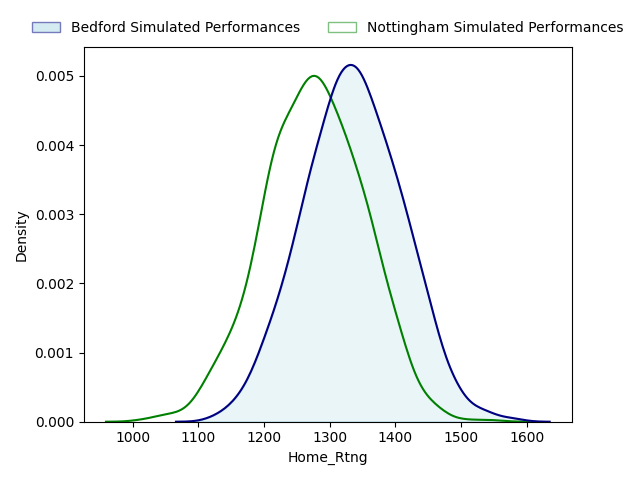 Bedford Simulated Performances
Nottingham Simulated Performances
0.005
0.004
0.003
0.002
0.001
0.000
Density
1000 1100 1200 1300 1400 1500 1600
Home_Rtng